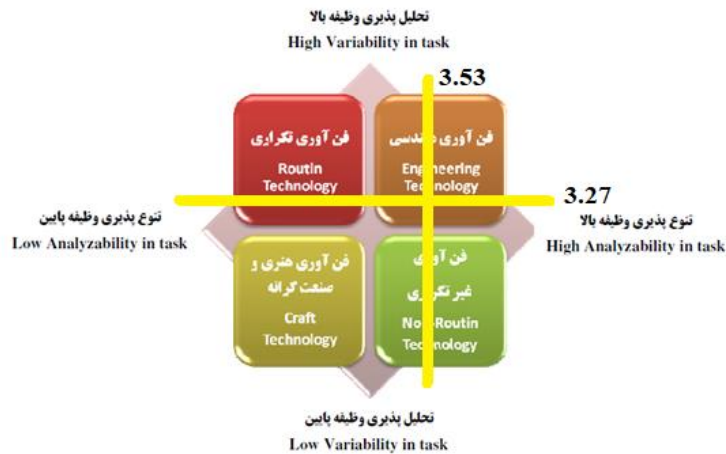 تحلیل پذیری وظیفه بالا
High Variability in task
3.53
فن آوری تکراری
Routin
Technology
فن آوری مهندسی
Engineering
Technology
3.27
تنوع پذیری وظیفه پایین
Low Analyzability in task
تنوع پذیری وظیفه بالا
High Analyzability in task
فن آوری هنری و
صنعت گرانه
Craft
Technology
فن آوری
غیر تکراری
Non-Routin
Technology
تحلیل پذیری وظیفه پایین
Low Variability in task